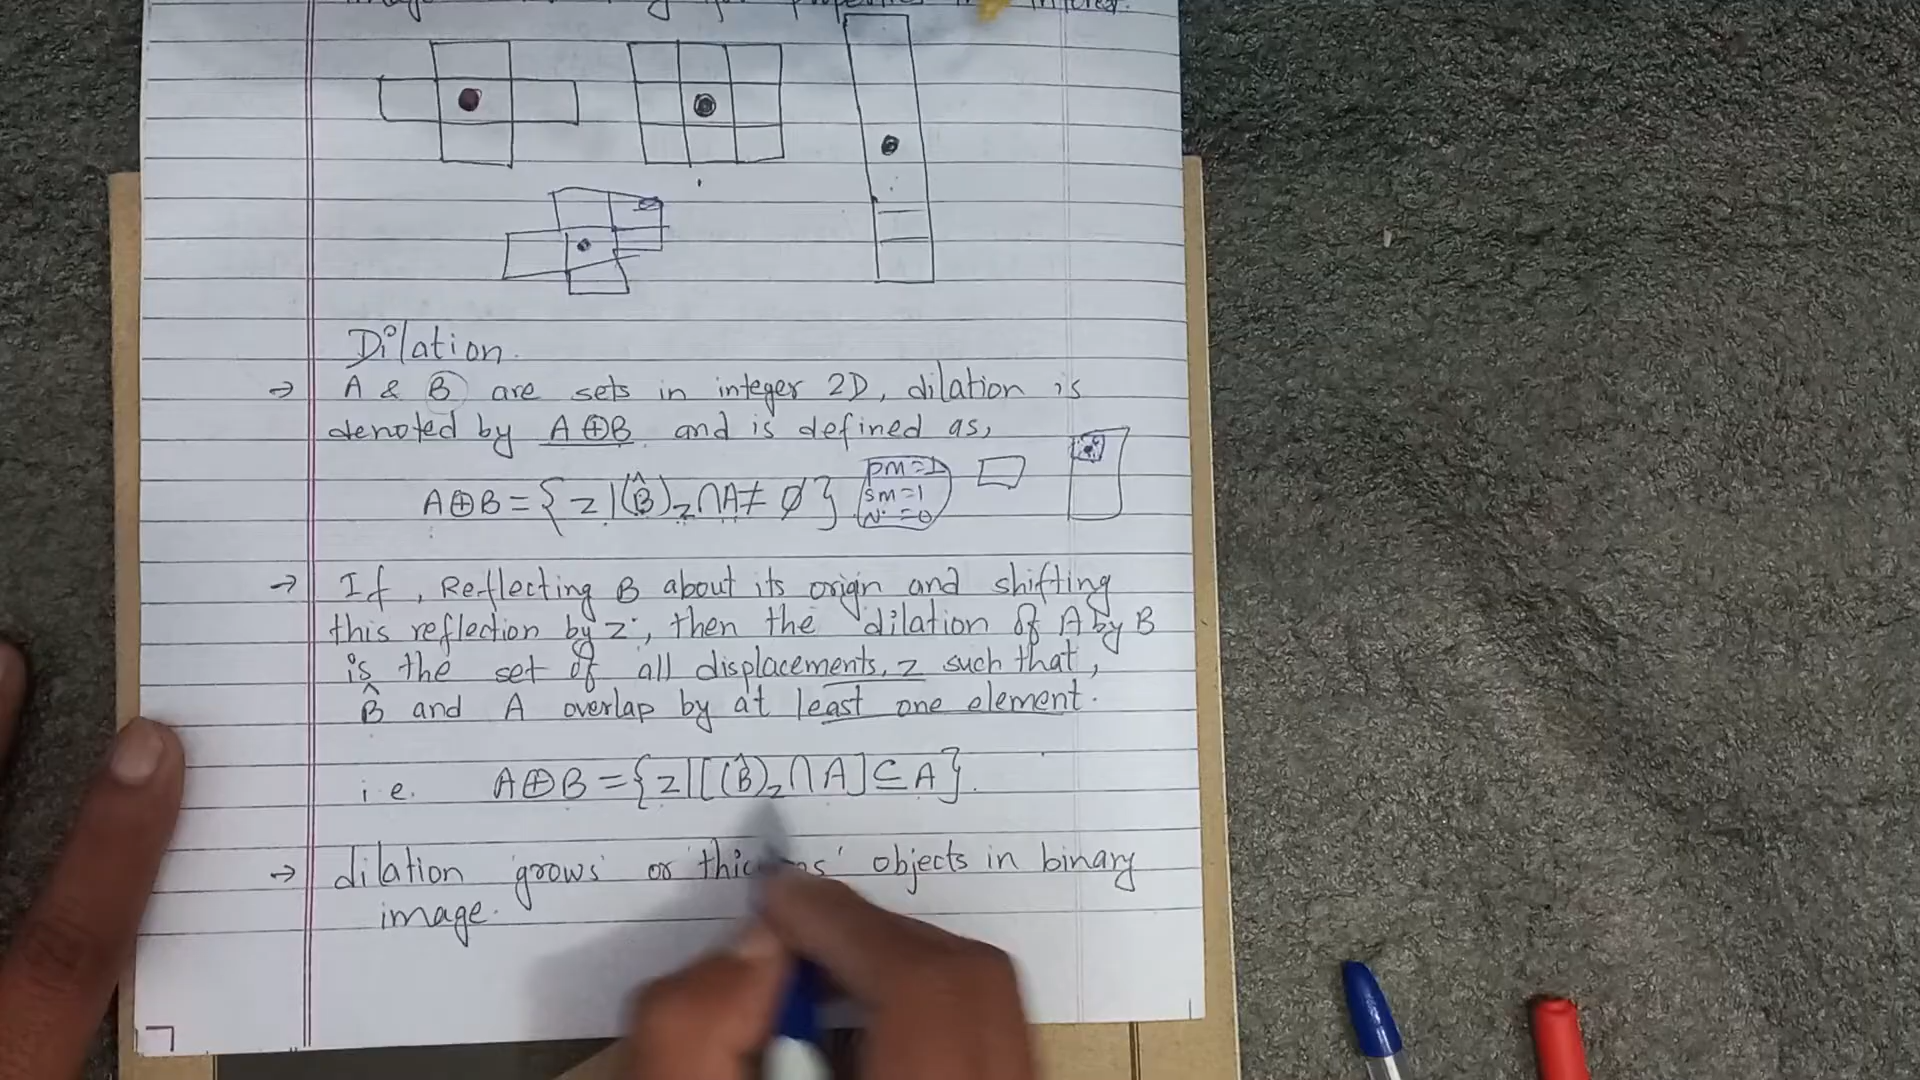 Dilation.
→ A & B are sets in integer 2D, dilation is
denoted by A⊕B and is defined as,
A⊕B = {z|(B̂)z ∩ A ≠ ∅}
pm=1
sm=1
N=0
→ If, Reflecting B about its origin and shifting
this reflection by z, then the dilation of A by B
is the set of all displacements, z such that,
B̂ and A overlap by at least one element.
i.e. A⊕B = {z|[(B̂)z ∩ A] ⊆ A}.
→ dilation 'grows' or objects in binary
image.